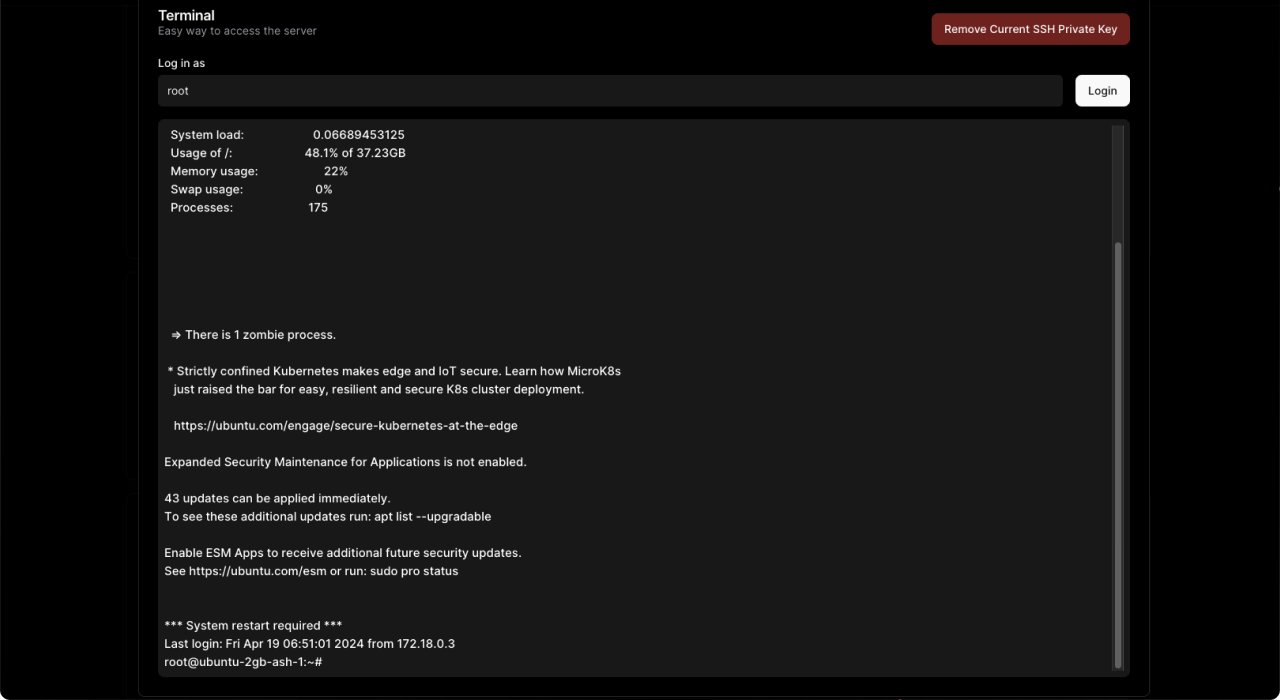 Terminal
Easy way to access the server
Remove Current SSH Private Key
Log in as
root
Login
System load: 0.06689453125
Usage of /: 48.1% of 37.23GB
Memory usage: 22%
Swap usage: 0%
Processes: 175
=> There is 1 zombie process.
* Strictly confined Kubernetes makes edge and IoT secure. Learn how MicroK8s
just raised the bar for easy, resilient and secure K8s cluster deployment.
https://ubuntu.com/engage/secure-kubernetes-at-the-edge
Expanded Security Maintenance for Applications is not enabled.
43 updates can be applied immediately.
To see these additional updates run: apt list --upgradable
Enable ESM Apps to receive additional future security updates.
See https://ubuntu.com/esm or run: sudo pro status
*** System restart required ***
Last login: Fri Apr 19 06:51:01 2024 from 172.18.0.3
root@ubuntu-2gb-ash-1:~#